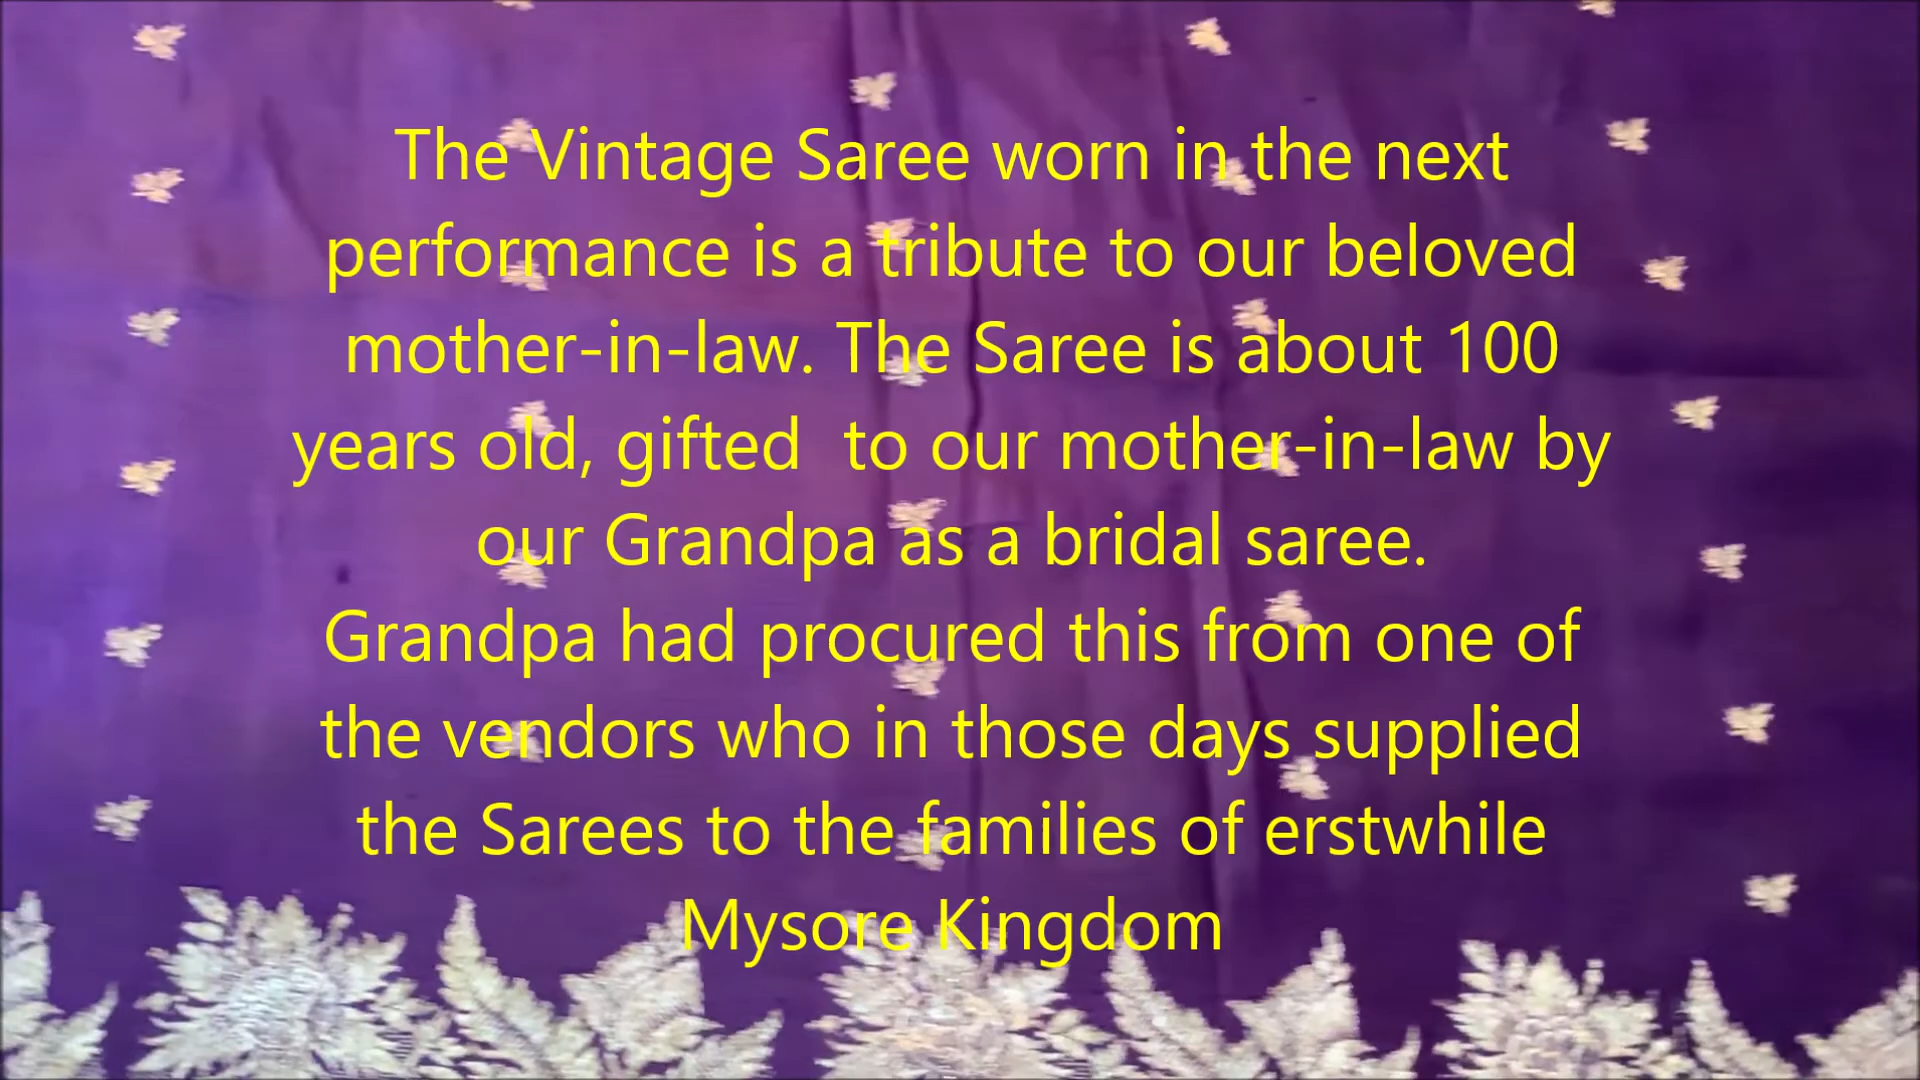 The Vintage Saree worn in the next
performance is a tribute to our beloved
mother-in-law. The Saree is about 100
years old, gifted  to our mother-in-law by
our Grandpa as a bridal saree.
Grandpa had procured this from one of
the vendors who in those days supplied
the Sarees to the families of erstwhile
Mysore Kingdom